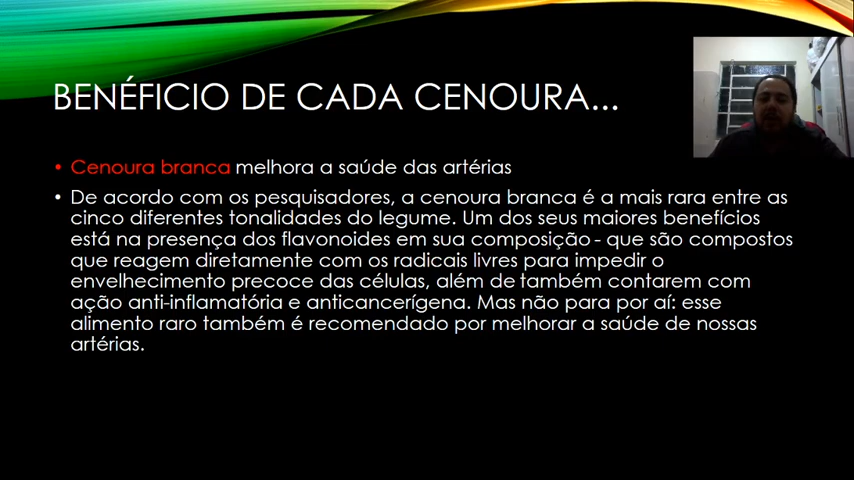 BENÉFICIO DE CADA CENOURA...
• Cenoura branca melhora a saúde das artérias
• De acordo com os pesquisadores, a cenoura branca é a mais rara entre as
cinco diferentes tonalidades do legume. Um dos seus maiores benefícios
está na presença dos flavonoides em sua composição - que são compostos
que reagem diretamente com os radicais livres para impedir o
envelhecimento precoce das células, além de também contarem com
ação anti-inflamatória e anticancerígena. Mas não para por aí: esse
alimento raro também é recomendado por melhorar a saúde de nossas
artérias.